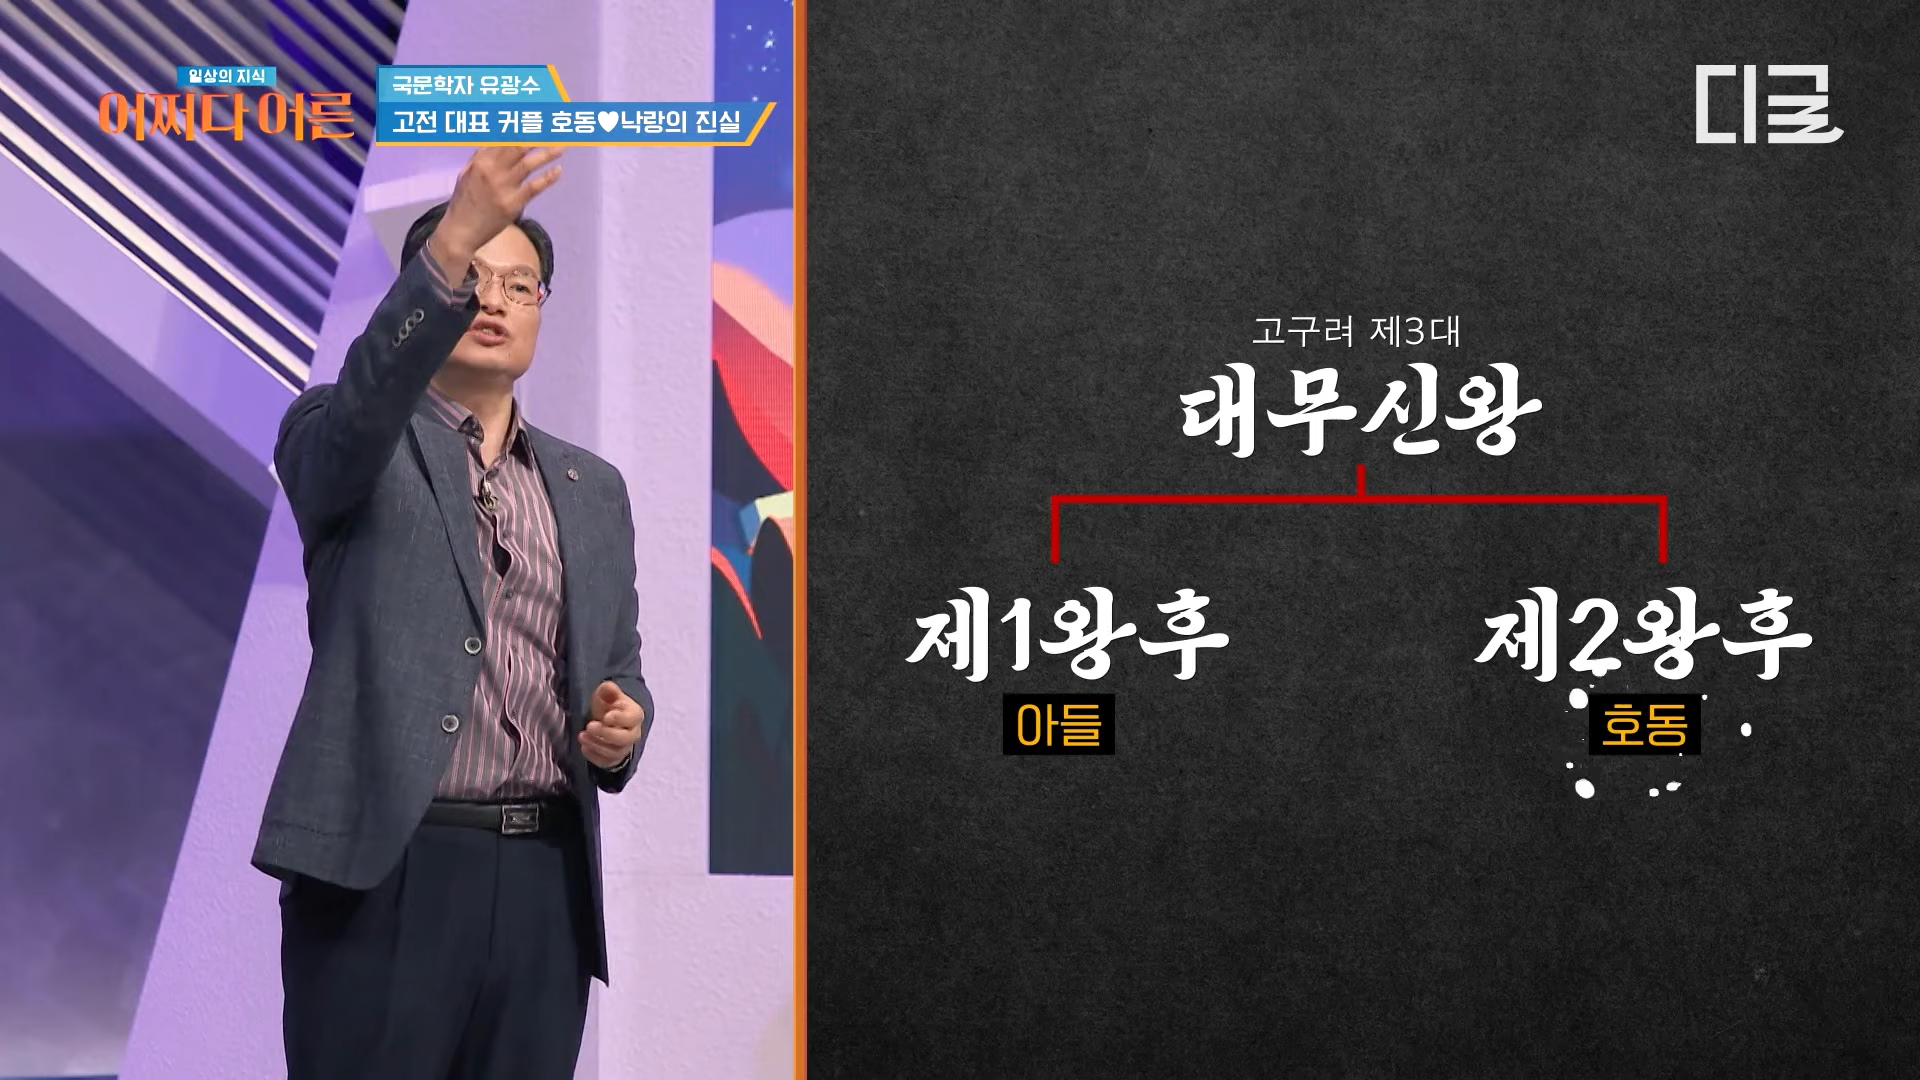 일상의 지식
어쩌다 어른
국문학자 유광수
고전 대표 커플 호동♥낙랑의 진실
디글
고구려 제3대
대무신왕
제1왕후
제2왕후
아들
호동